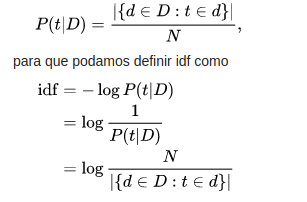 P(t|D) = |{d ∈ D : t ∈ d}| / N,
para que podamos definir idf como
idf = − log P(t|D)
= log 1 / P(t|D)
= log N / |{d ∈ D : t ∈ d}|